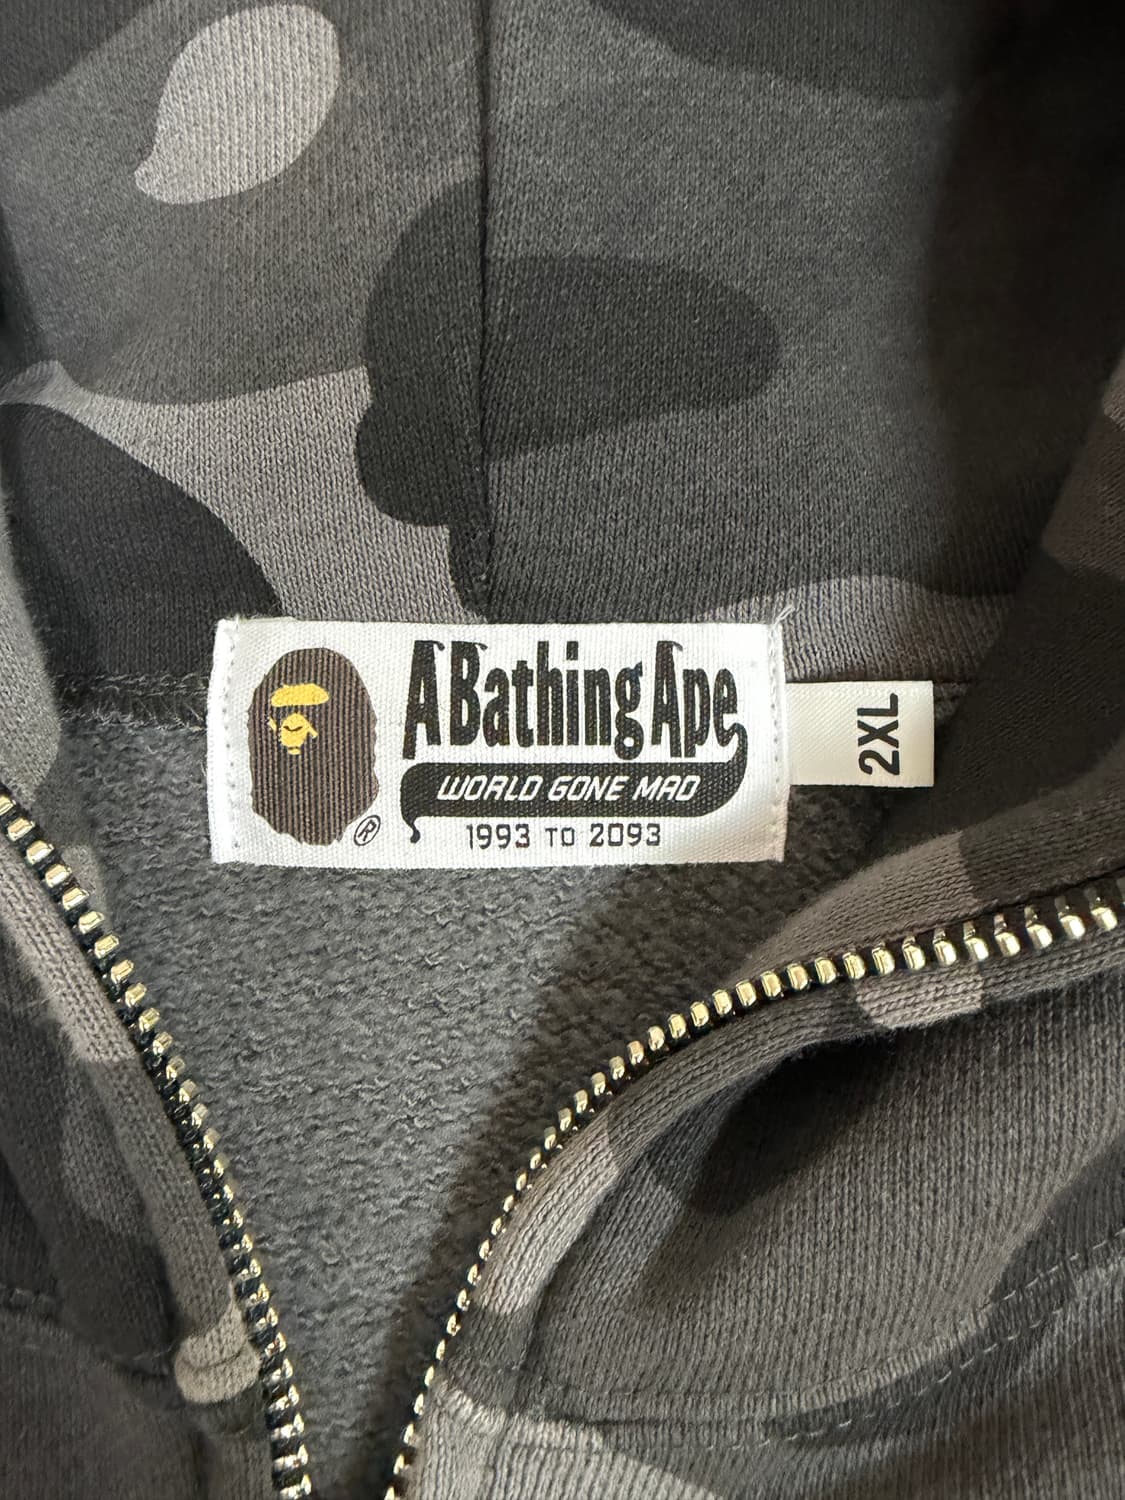 A Bathing Ape
WORLD GONE MAD
1993 TO 2093
®
2XL